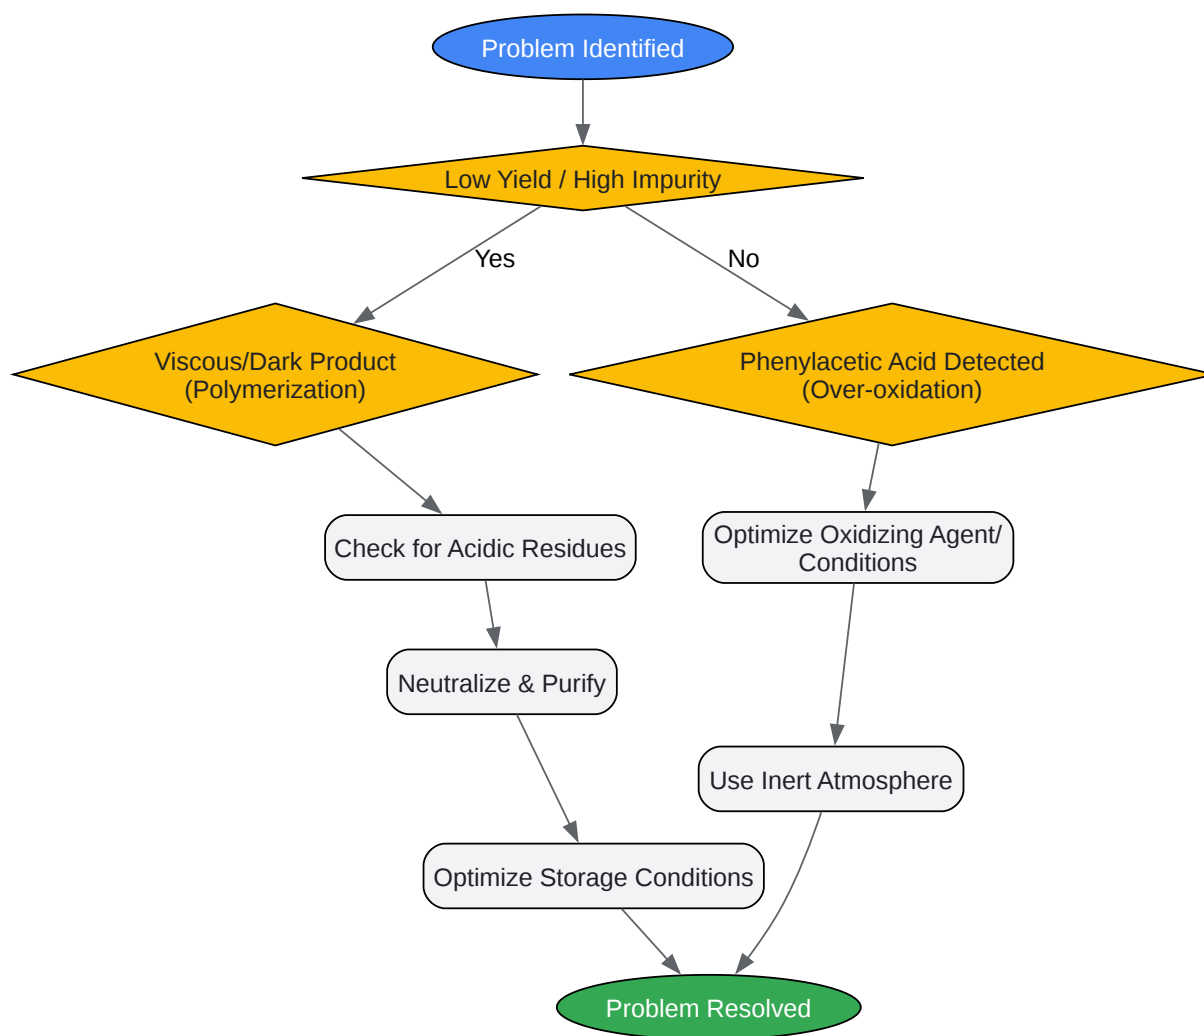 Problem Identified
Low Yield / High Impurity
Yes
No
Viscous/Dark Product
(Polymerization)
Phenylacetic Acid Detected
(Over-oxidation)
Check for Acidic Residues
Optimize Oxidizing Agent/
Conditions
Neutralize & Purify
Use Inert Atmosphere
Optimize Storage Conditions
Problem Resolved